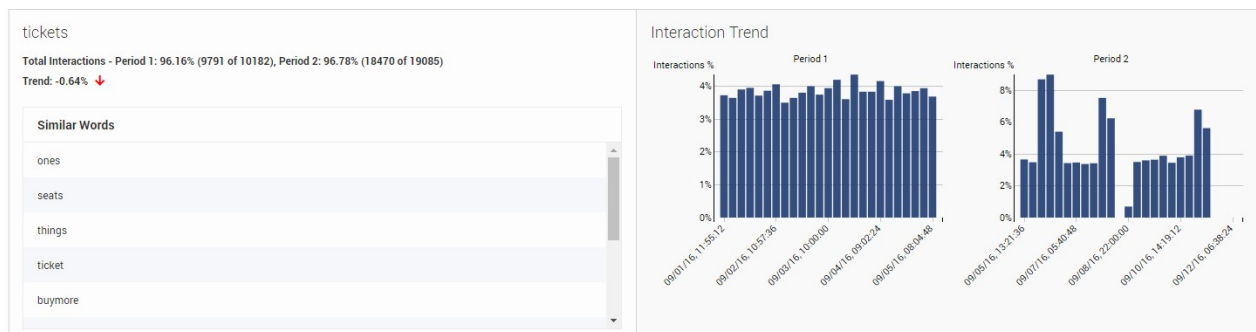 tickets
Total Interactions - Period 1: 96.16% (9791 of 10182), Period 2: 96.78% (18470 of 19085)
Trend: -0.64%
Similar Words
ones
seats
things
ticket
buymore
Interaction Trend
Period 1
Interactions %
4%
3%
2%
1%
0%
09/01/16, 11:55:12
09/02/16, 10:57:36
09/03/16, 10:00:00
09/04/16, 09:02:24
09/05/16, 08:04:48
Period 2
Interactions %
8%
6%
4%
2%
0%
09/05/16, 13:21:36
09/07/16, 05:40:48
09/08/16, 22:00:00
09/10/16, 14:19:12
09/12/16, 06:38:24